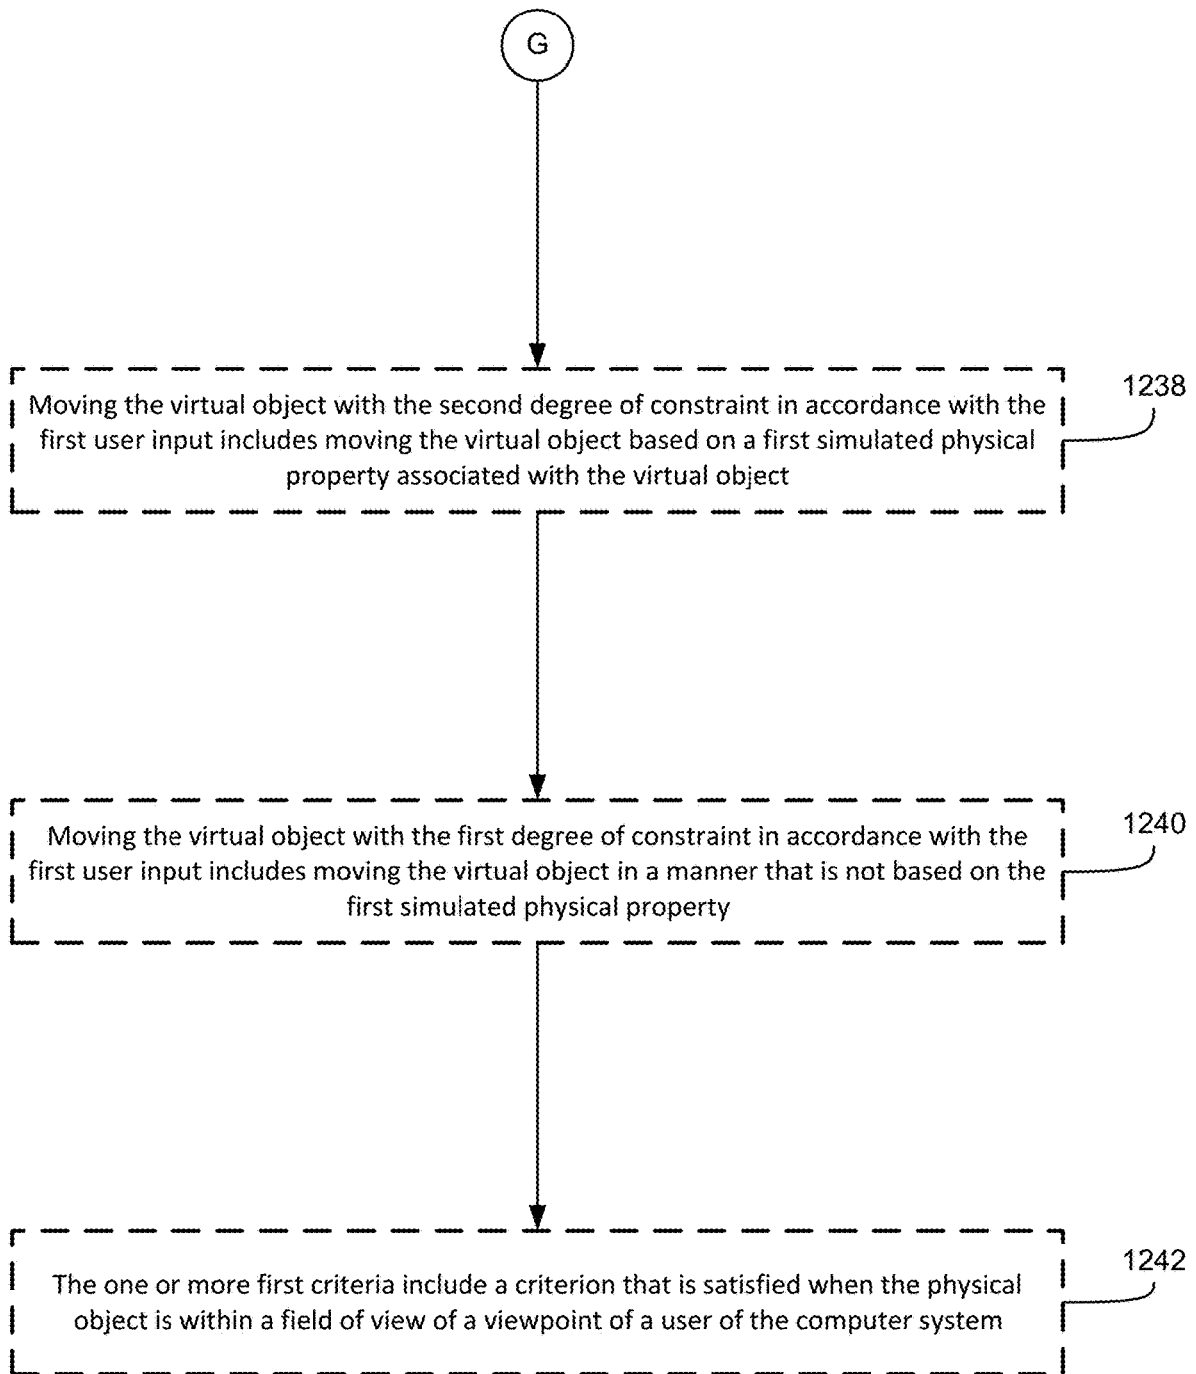 G
Moving the virtual object with the second degree of constraint in accordance with the
first user input includes moving the virtual object based on a first simulated physical
property associated with the virtual object
1238
Moving the virtual object with the first degree of constraint in accordance with the
first user input includes moving the virtual object in a manner that is not based on the
first simulated physical property
1240
The one or more first criteria include a criterion that is satisfied when the physical
object is within a field of view of a viewpoint of a user of the computer system
1242